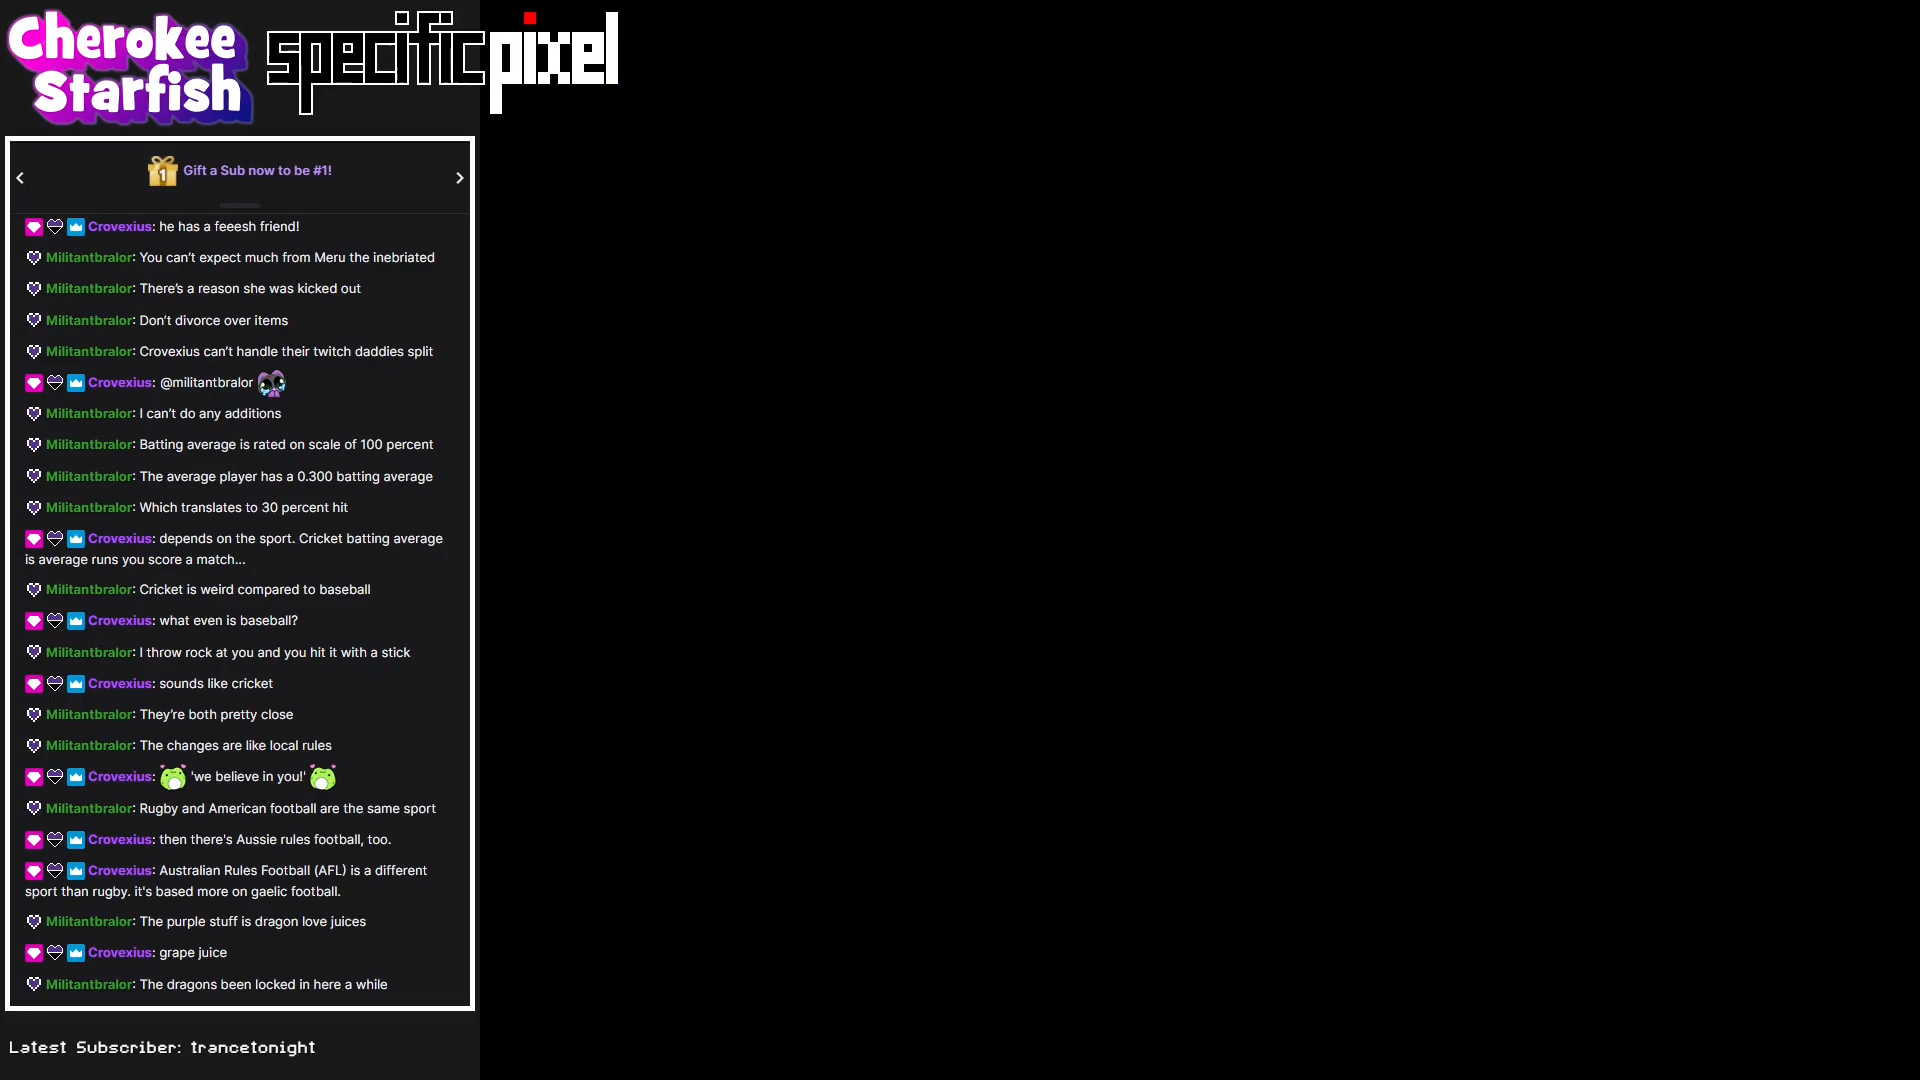 Cherokee
Starfish
specificpixel
1
Gift a Sub now to be #1!
Crovexius: he has a feeesh friend!
Militantbralor: You can't expect much from Meru the inebriated
Militantbralor: There's a reason she was kicked out
Militantbralor: Don't divorce over items
Militantbralor: Crovexius can't handle their twitch daddies split
Crovexius: @militantbralor
Militantbralor: I can't do any additions
Militantbralor: Batting average is rated on scale of 100 percent
Militantbralor: The average player has a 0.300 batting average
Militantbralor: Which translates to 30 percent hit
Crovexius: depends on the sport. Cricket batting average
is average runs you score a match...
Militantbralor: Cricket is weird compared to baseball
Crovexius: what even is baseball?
Militantbralor: I throw rock at you and you hit it with a stick
Crovexius: sounds like cricket
Militantbralor: They're both pretty close
Militantbralor: The changes are like local rules
Crovexius: 'we believe in you!'
Militantbralor: Rugby and American football are the same sport
Crovexius: then there's Aussie rules football, too.
Crovexius: Australian Rules Football (AFL) is a different
sport than rugby. it's based more on gaelic football.
Militantbralor: The purple stuff is dragon love juices
Crovexius: grape juice
Militantbralor: The dragons been locked in here a while
Latest Subscriber: trancetonight